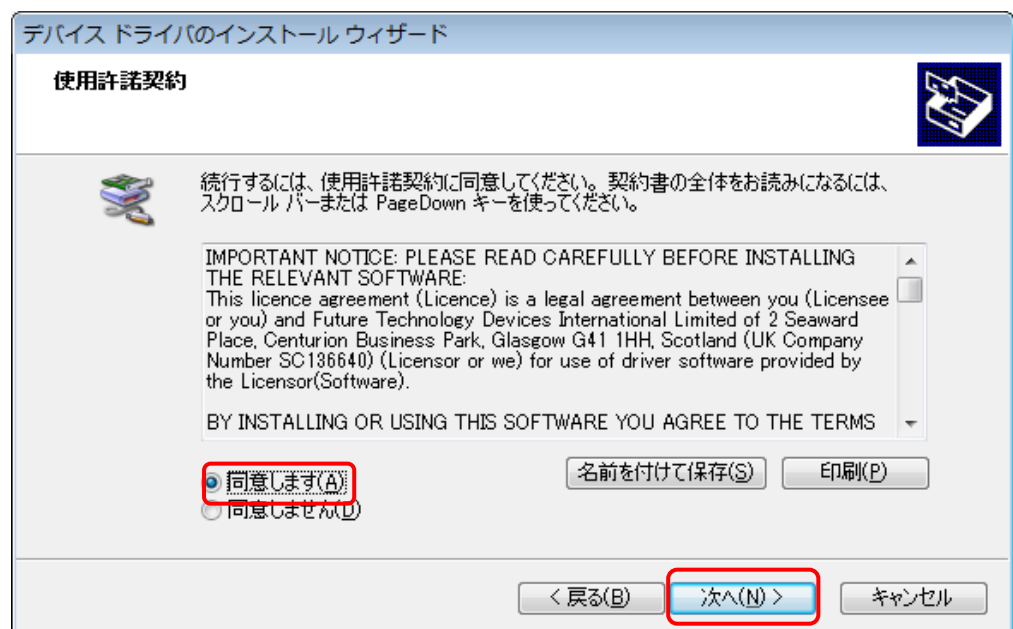 デバイス ドライバのインストール ウィザード
使用許諾契約
続行するには、使用許諾契約に同意してください。契約書の全体をお読みになるには、
スクロール バーまたは PageDown キーを使ってください。
IMPORTANT NOTICE: PLEASE READ CAREFULLY BEFORE INSTALLING
THE RELEVANT SOFTWARE:
This licence agreement (Licence) is a legal agreement between you (Licensee
or you) and Future Technology Devices International Limited of 2 Seaward
Place, Centurion Business Park, Glasgow G41 1HH, Scotland (UK Company
Number SC136640) (Licensor or we) for use of driver software provided by
the Licensor(Software).
BY INSTALLING OR USING THIS SOFTWARE YOU AGREE TO THE TERMS
同意します(A)
名前を付けて保存(S)
印刷(P)
同意しません(D)
< 戻る(B)
次へ(N) >
キャンセル